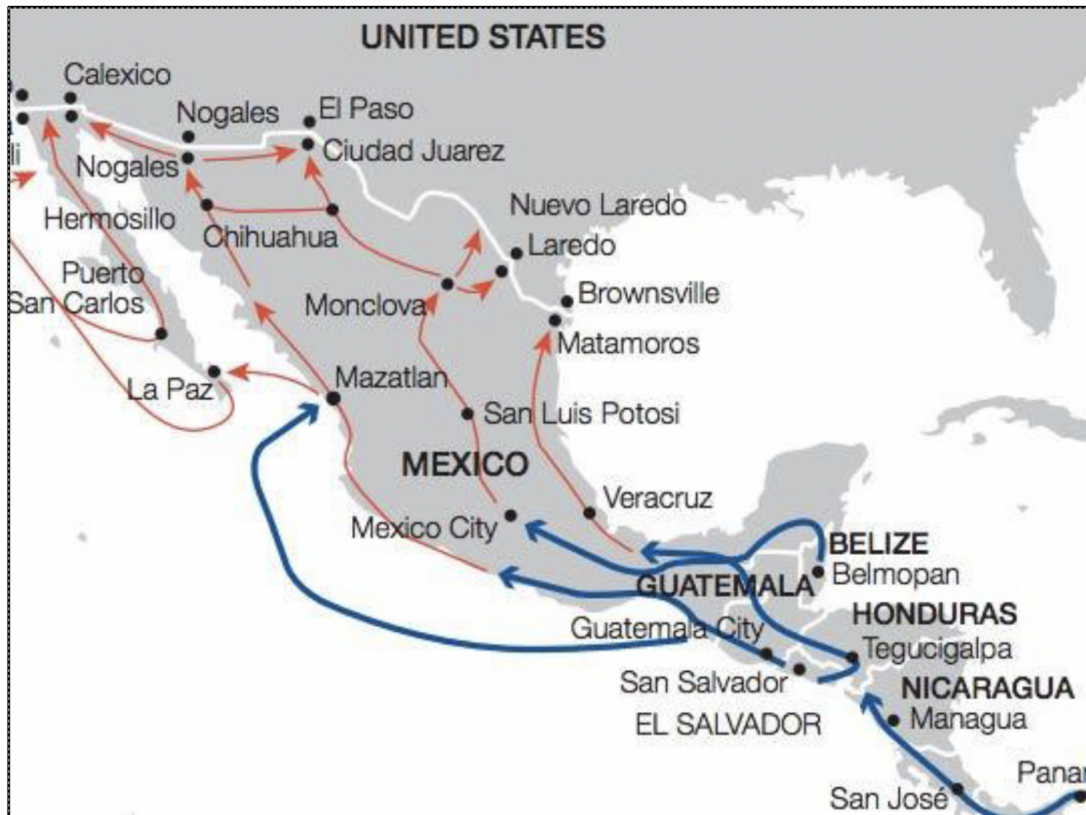 UNITED STATES
Calexico
El Paso
Nogales
Ciudad Juarez
Nogales
li
Nuevo Laredo
Hermosillo
Chihuahua
Laredo
Puerto
San Carlos
Monclova
Brownsville
Matamoros
La Paz
Mazatlan
San Luis Potosi
MEXICO
Veracruz
Mexico City
BELIZE
GUATEMALA
Belmopan
HONDURAS
Guatemala City
Tegucigalpa
San Salvador
NICARAGUA
EL SALVADOR
Managua
Panar
San José